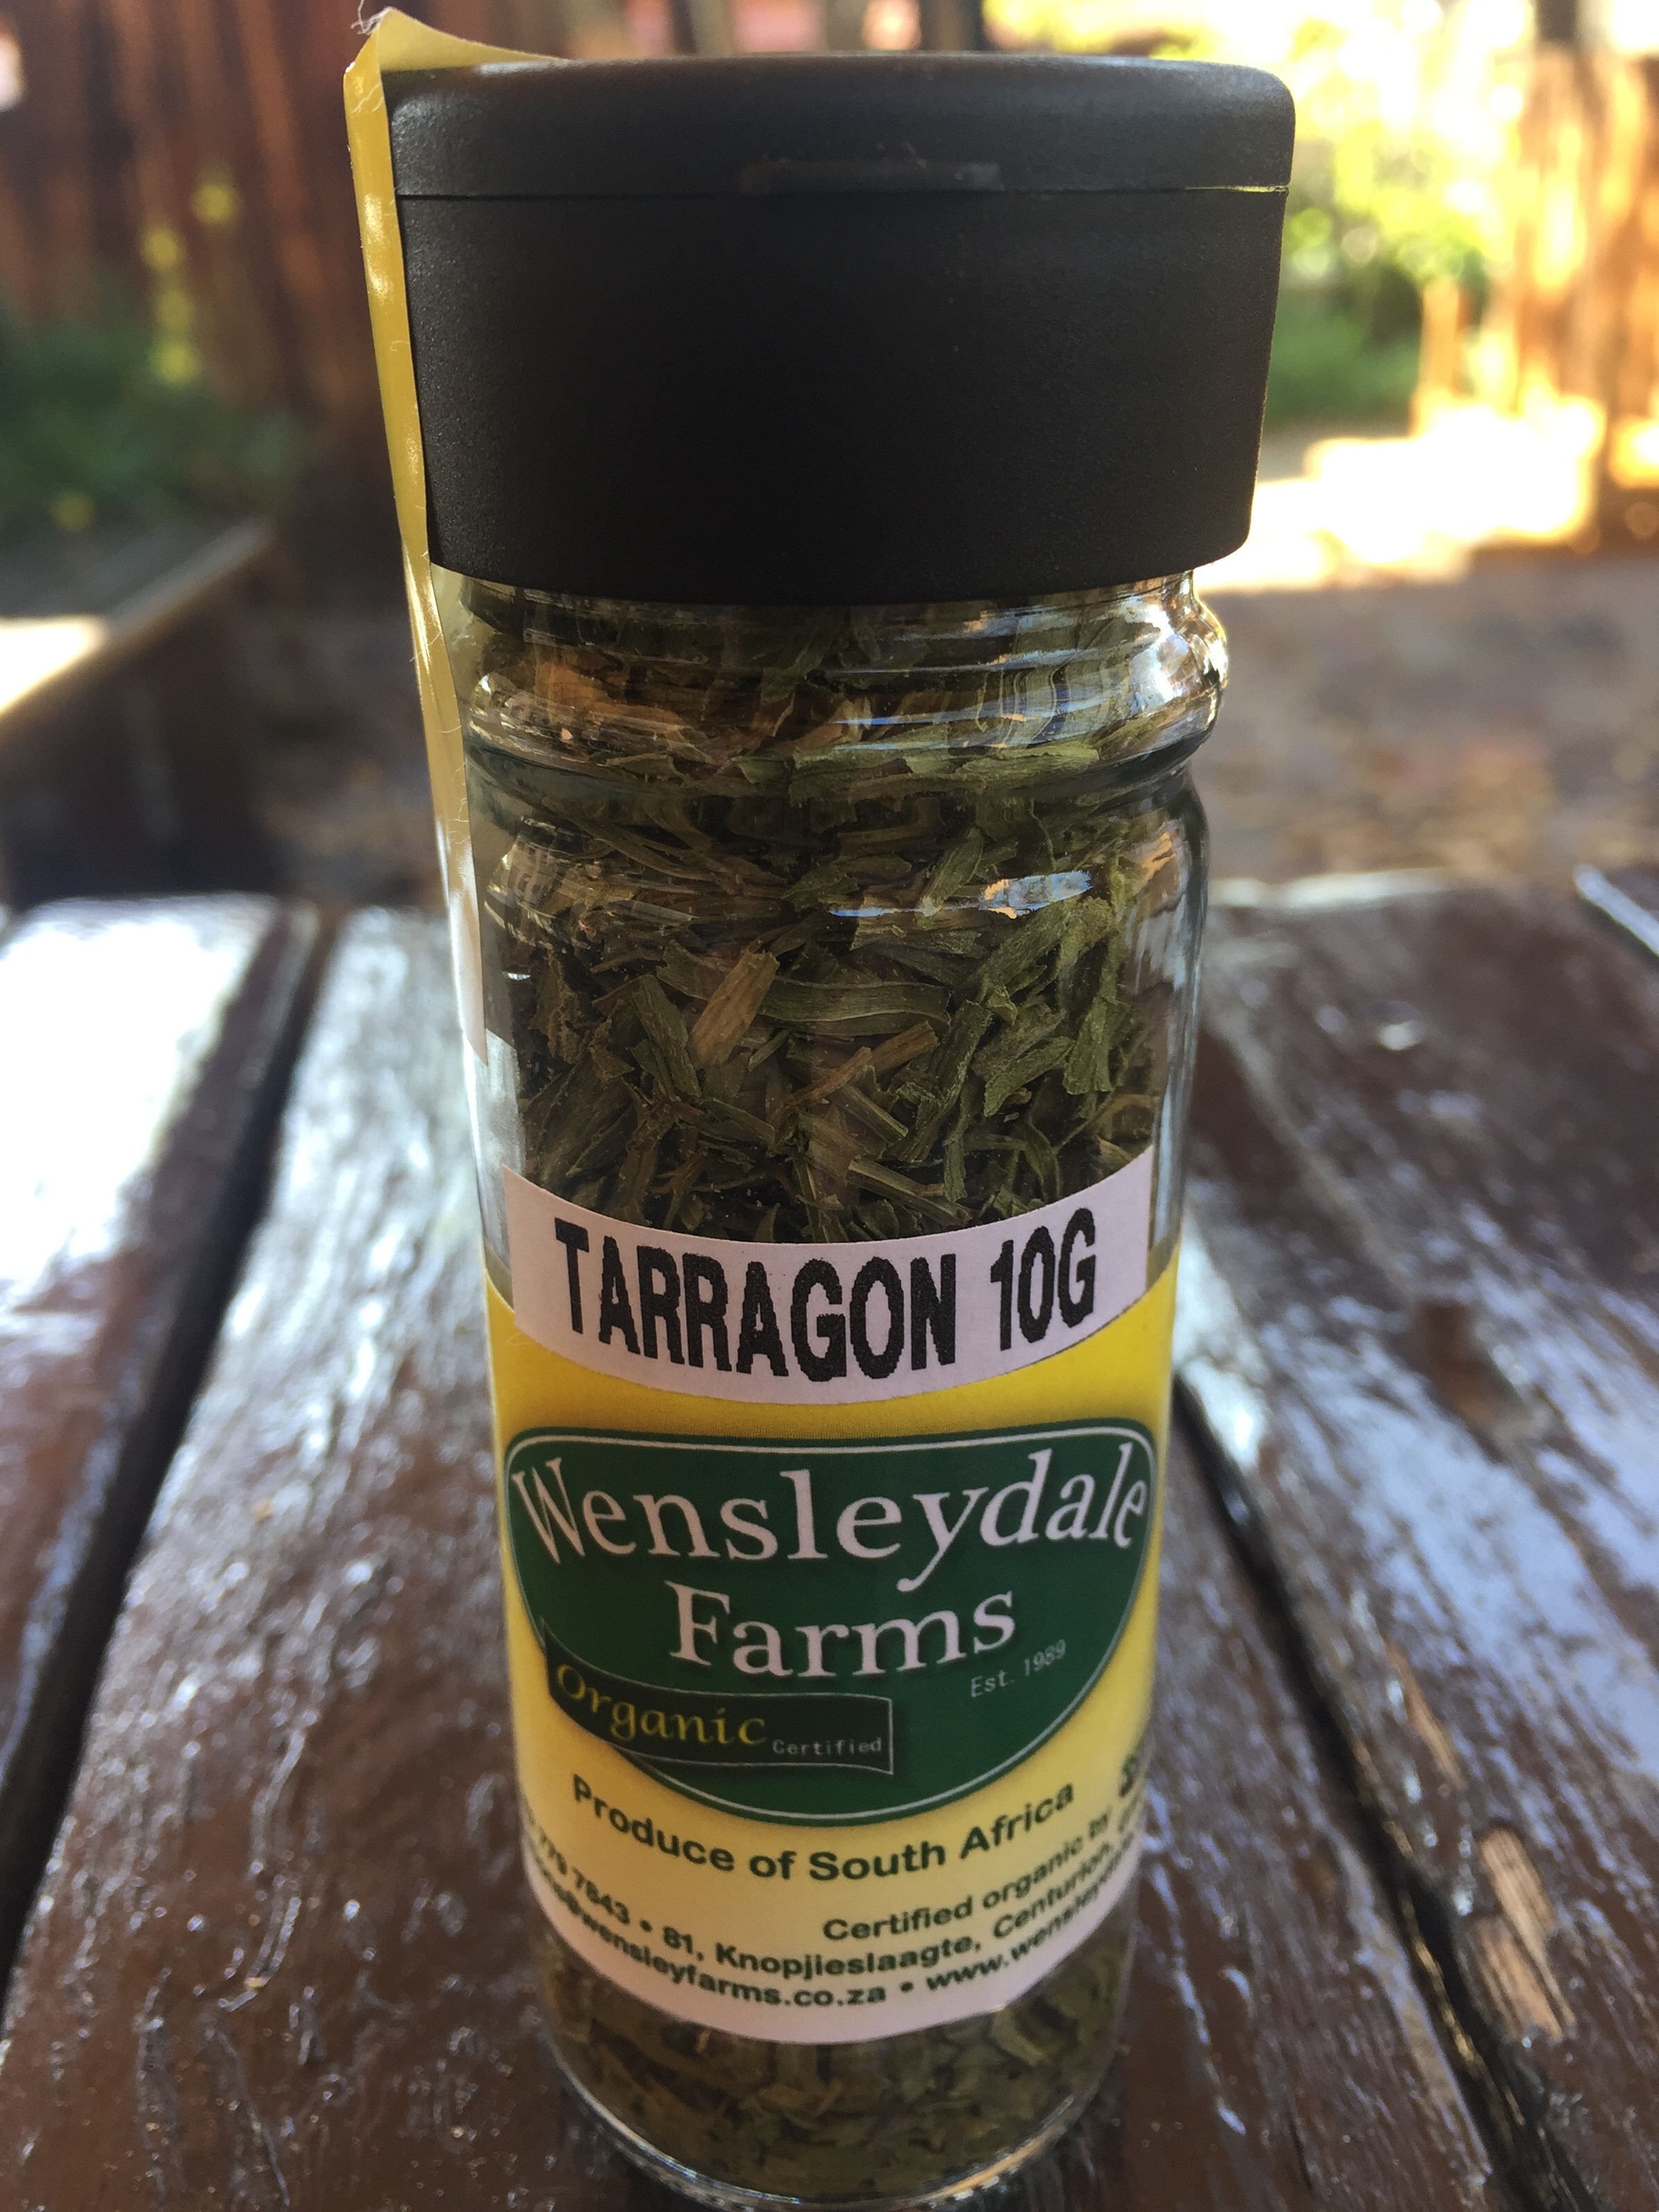 TARRAGON 10G
Wensleydale
Farms
Est. 1989
Organic Certified
Produce of South Africa
Certified organic by
7843 • 81, Knopjieslaagte, Centurion,
@wensleyfarms.co.za •